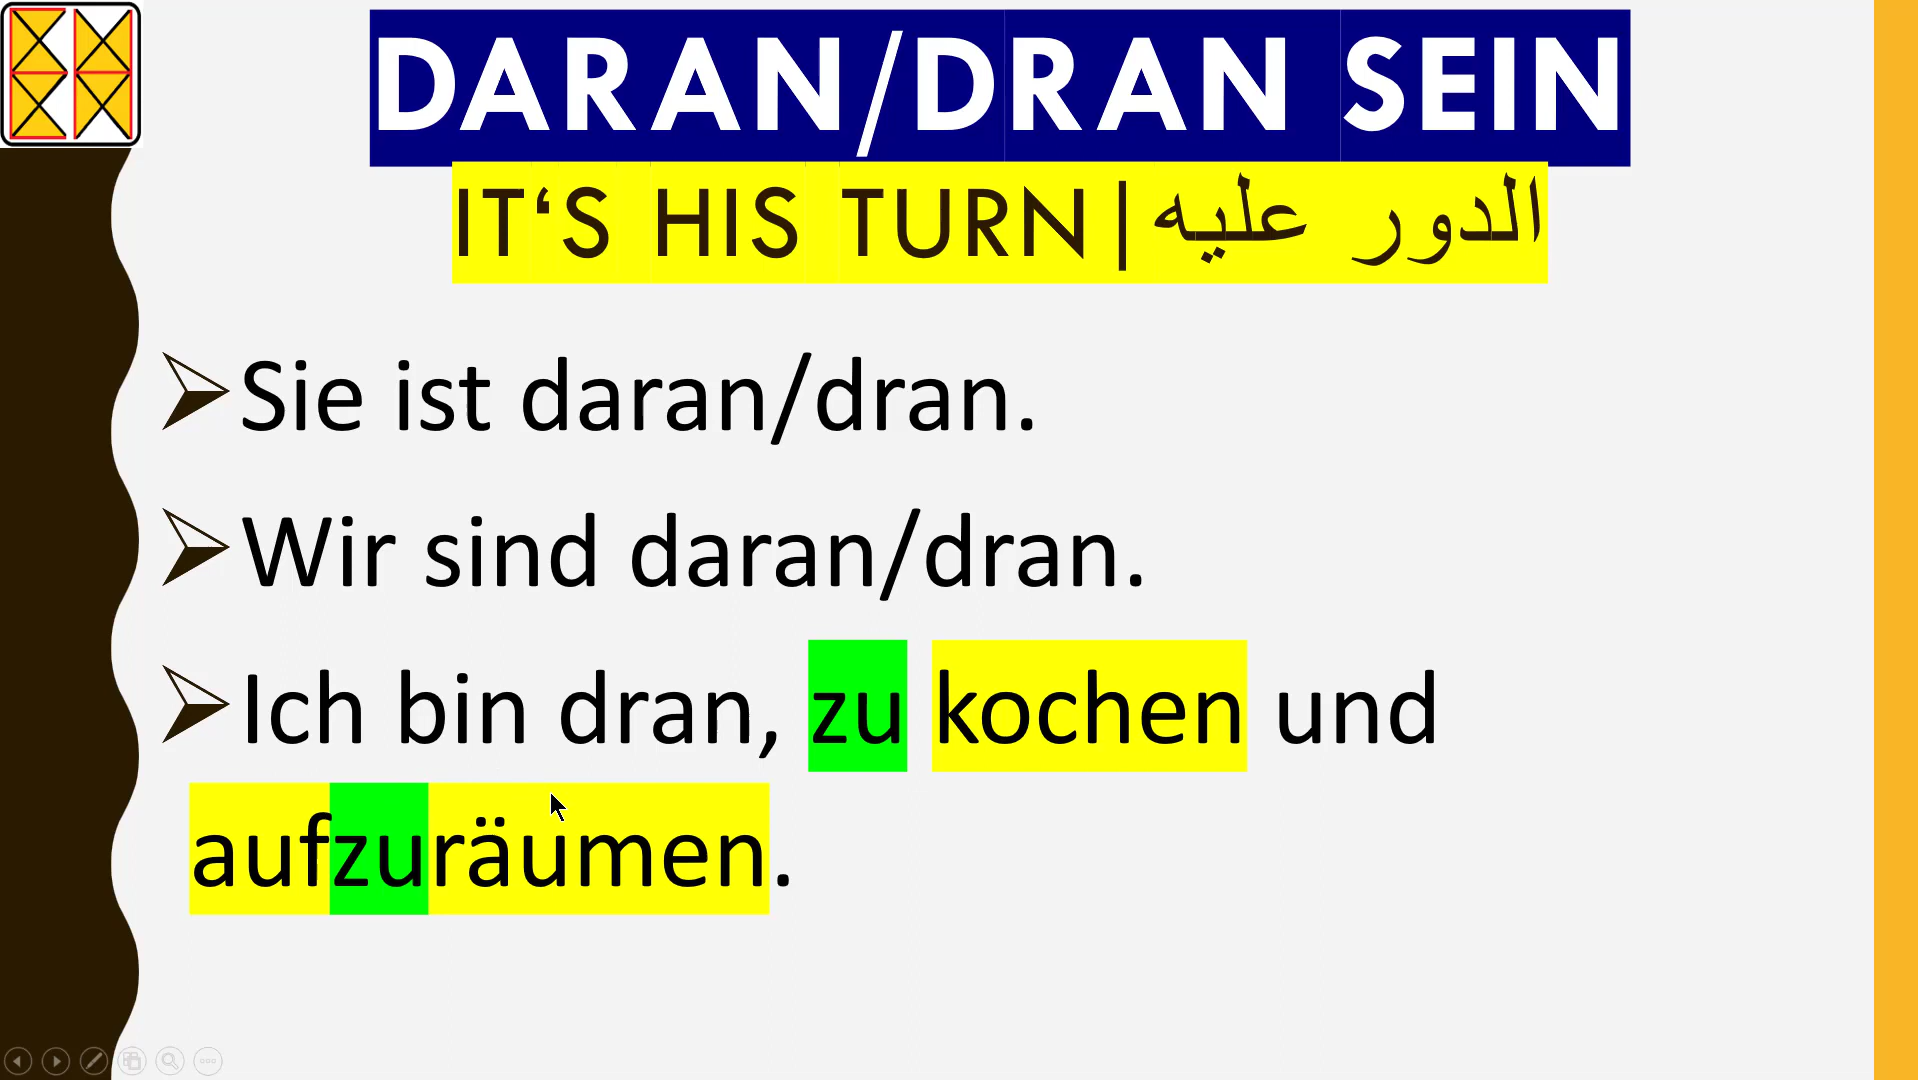 DARAN/DRAN SEIN
IT‘S HIS TURN|الدور عليه
Sie ist daran/dran.
Wir sind daran/dran.
Ich bin dran, zu kochen und
aufzuräumen.